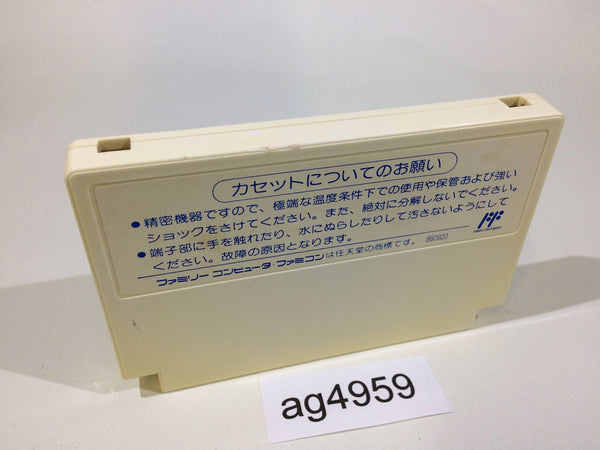 カセットについてのお願い
●精密機器ですので、極端な温度条件下での使用や保管および強い
ショックをさけてください。また、絶対に分解しないでください。
●端子部に手を触れたり、水にぬらしたりして汚さないようにして
ください。故障の原因となります。
ファミリー コンピュータ・ファミコンは任天堂の商標です。 880920
ag4959